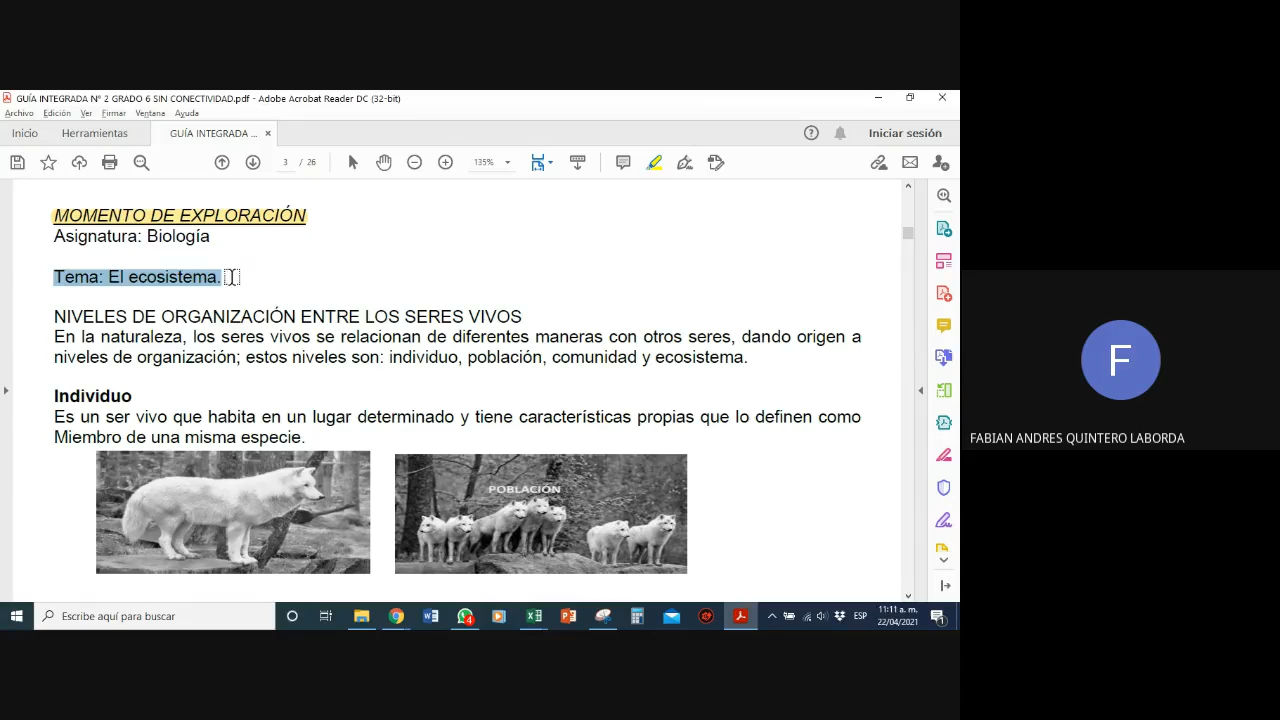 GUÍA INTEGRADA N° 2 GRADO 6 SIN CONECTIVIDAD.pdf - Adobe Acrobat Reader DC (32-bit)
Archivo Edición Ver Firmar Ventana Ayuda
Inicio Herramientas GUÍA INTEGRADA ... × Iniciar sesión
3 / 26 135%
MOMENTO DE EXPLORACIÓN
Asignatura: Biología
Tema: El ecosistema.
NIVELES DE ORGANIZACIÓN ENTRE LOS SERES VIVOS
En la naturaleza, los seres vivos se relacionan de diferentes maneras con otros seres, dando origen a
niveles de organización; estos niveles son: individuo, población, comunidad y ecosistema.
Individuo
Es un ser vivo que habita en un lugar determinado y tiene características propias que lo definen como
Miembro de una misma especie.
POBLACIÓN
F
FABIAN ANDRES QUINTERO LABORDA
Escribe aquí para buscar
4
ESP
11:11 a. m.
22/04/2021
1